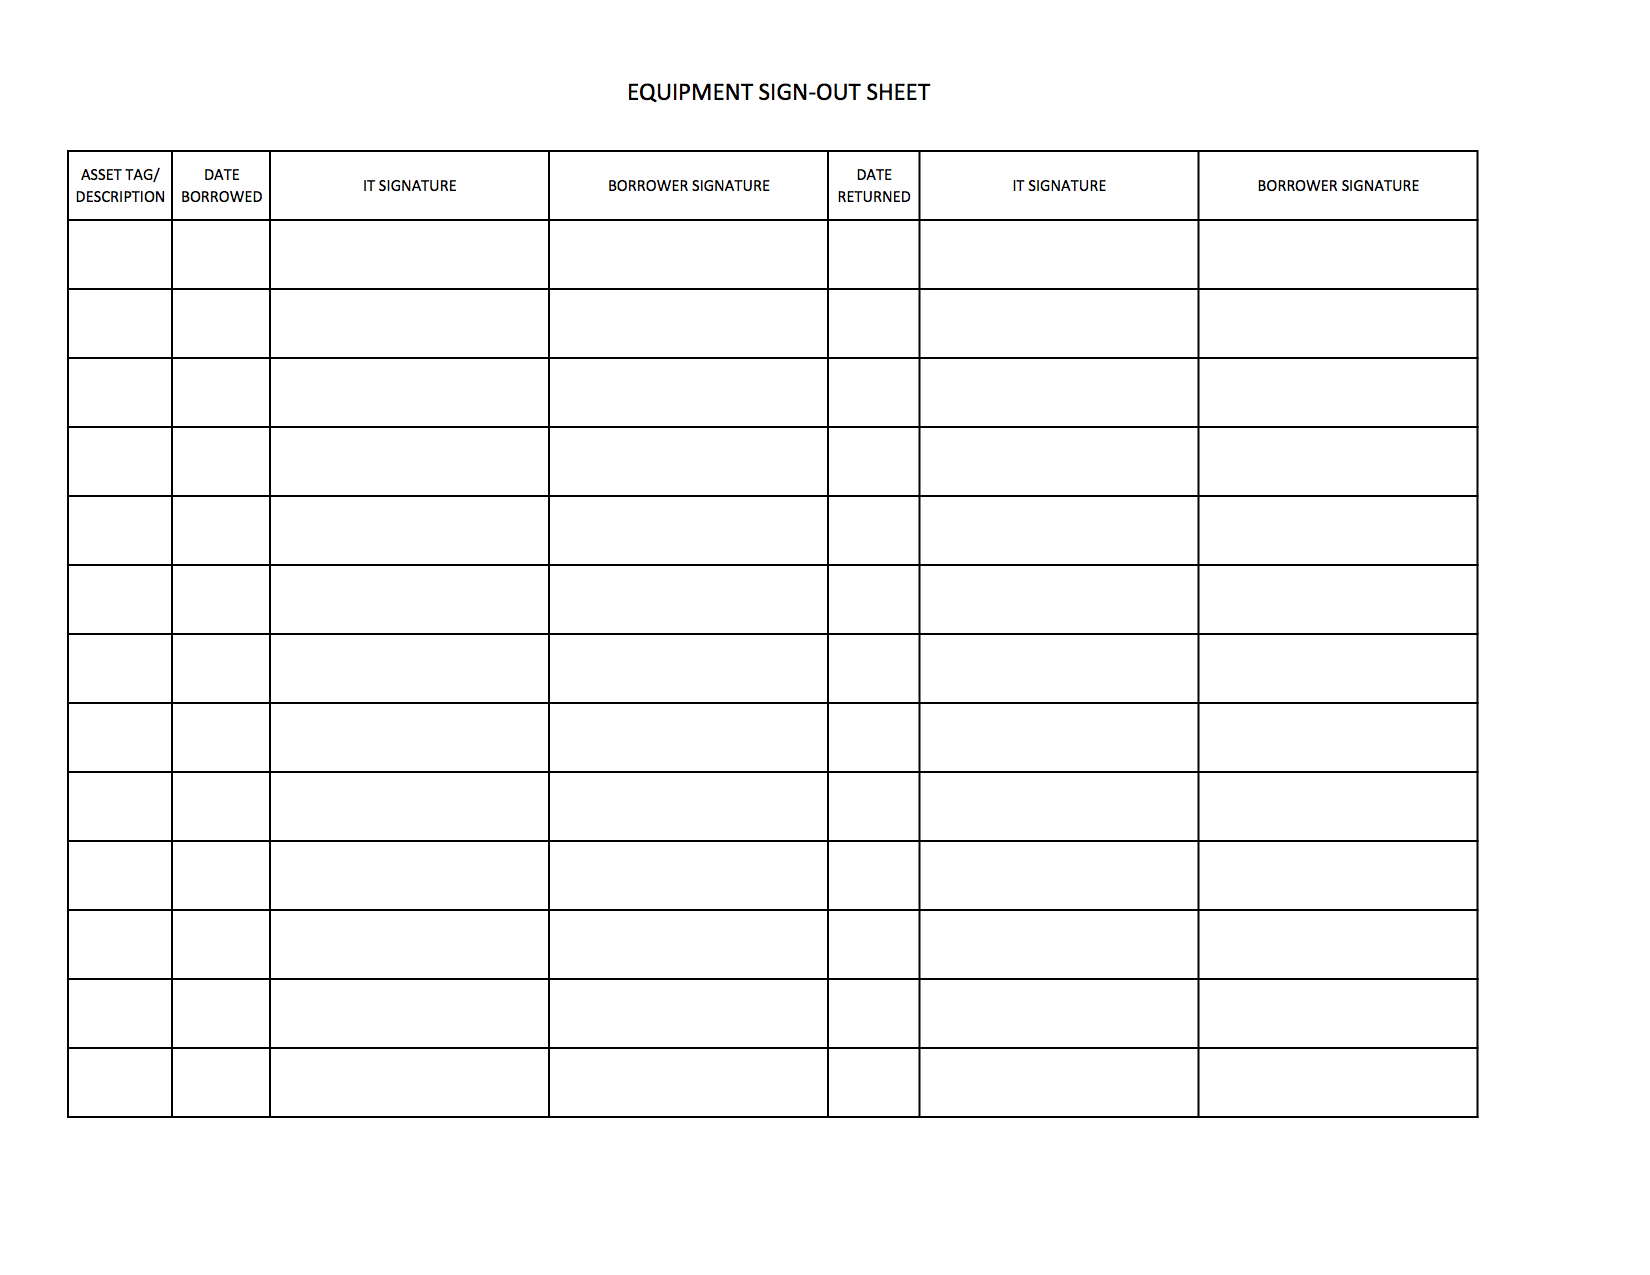 EQUIPMENT SIGN-OUT SHEET
ASSET TAG/
DESCRIPTION
DATE
BORROWED
IT SIGNATURE
BORROWER SIGNATURE
DATE
RETURNED
IT SIGNATURE
BORROWER SIGNATURE